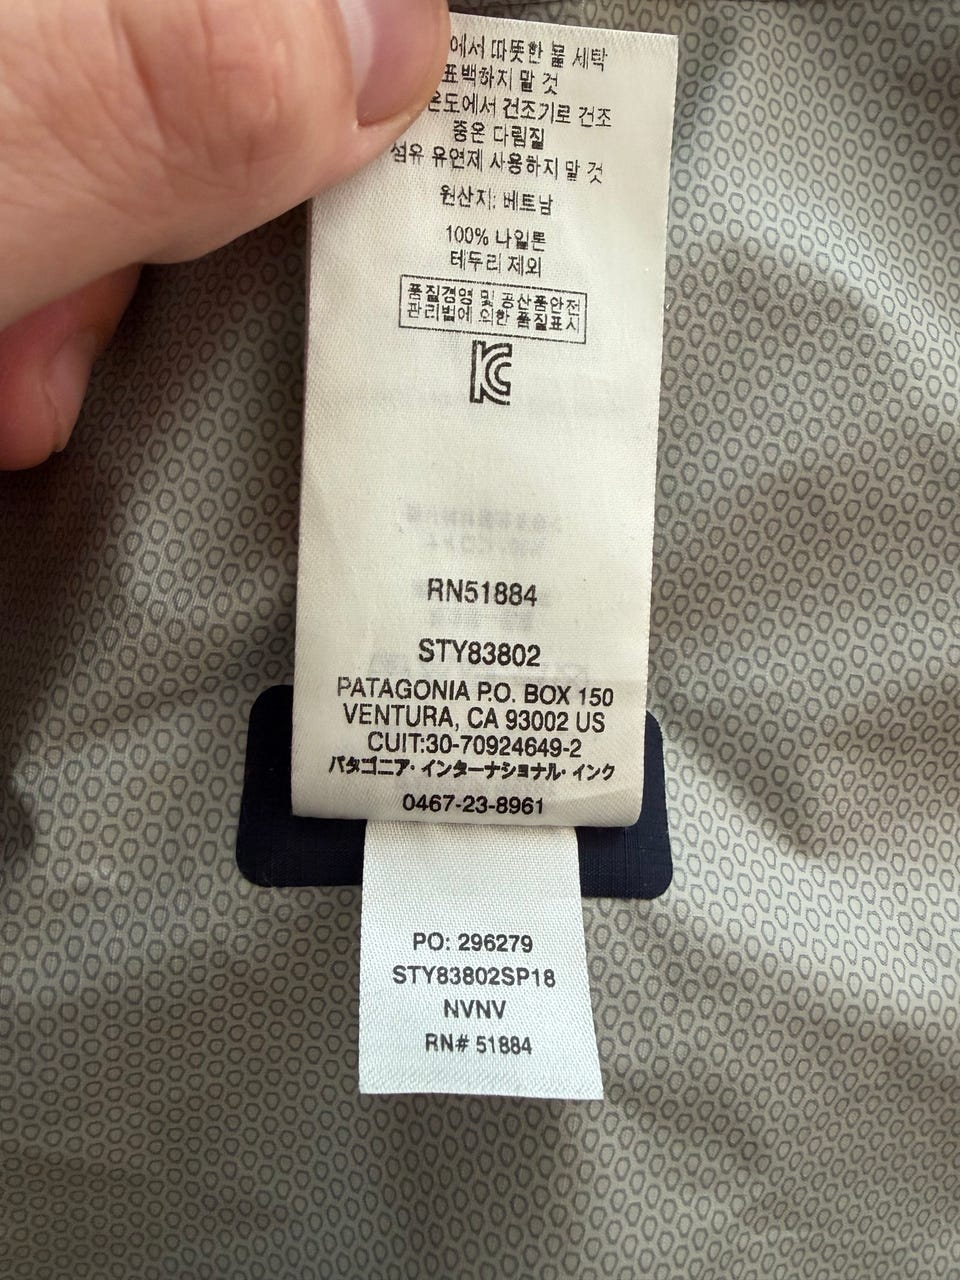 에서 따뜻한 물 세탁
표백하지 말 것
온도에서 건조기로 건조
중온 다림질
섬유 유연제 사용하지 말 것
원산지: 베트남
100% 나일론
테두리 제외
품질경영 및 공산품안전
관리법에 의한 품질표시
RN51884
STY83802
PATAGONIA P.O. BOX 150
VENTURA, CA 93002 US
CUIT:30-70924649-2
パタゴニア・インターナショナル・インク
0467-23-8961
PO: 296279
STY83802SP18
NVNV
RN# 51884